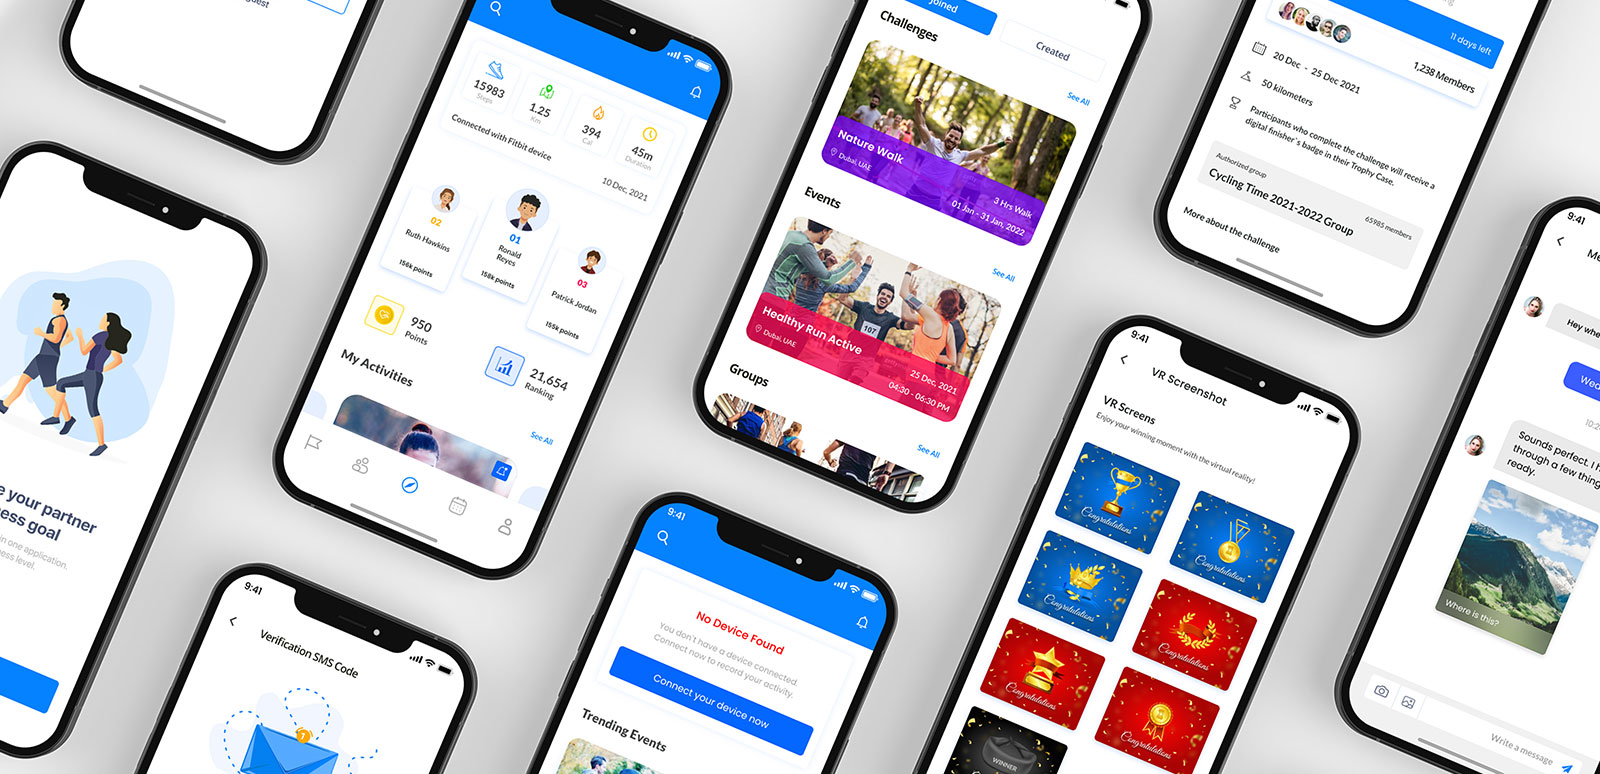 guest
15983
Steps
1.25
Km
394
Cal
45m
Duration
Connected with Fitbit device
10 Dec, 2021
02
Ruth Hawkins
156k points
01
Ronald
Reyes
158k points
03
Patrick Jordan
155k points
950
Points
21,654
Ranking
My Activities
See All
Joined
Created
Challenges
See All
Nature Walk
Dubai, UAE
3 Hrs Walk
01 Jan - 31 Jan, 2022
Events
See All
107
Healthy Run Active
Dubai, UAE
25 Dec, 2021
04:30 - 06:30 PM
Groups
See All
11 days left
1,238 Members
20 Dec - 25 Dec 2021
50 kilometers
Participants who complete the challenge will receive a
digital finisher's badge in their Trophy Case.
Authorized group
Cycling Time 2021-2022 Group
65985 members
More about the challenge
your partner
goal
in one application.
level.
9:41
Verification SMS Code
9:41
No Device Found
You don't have a device connected.
Connect now to record your activity.
Connect your device now
Trending Events
9:41
VR Screenshot
VR Screens
Enjoy your winning moment with the virtual reality!
Congratulations
Congratulations
Congratulations
Congratulations
Congratulations
Congratulations
WINNER
9:41
Hey
Sounds perfect. I
through a few
ready.
Where is this?
Write a message